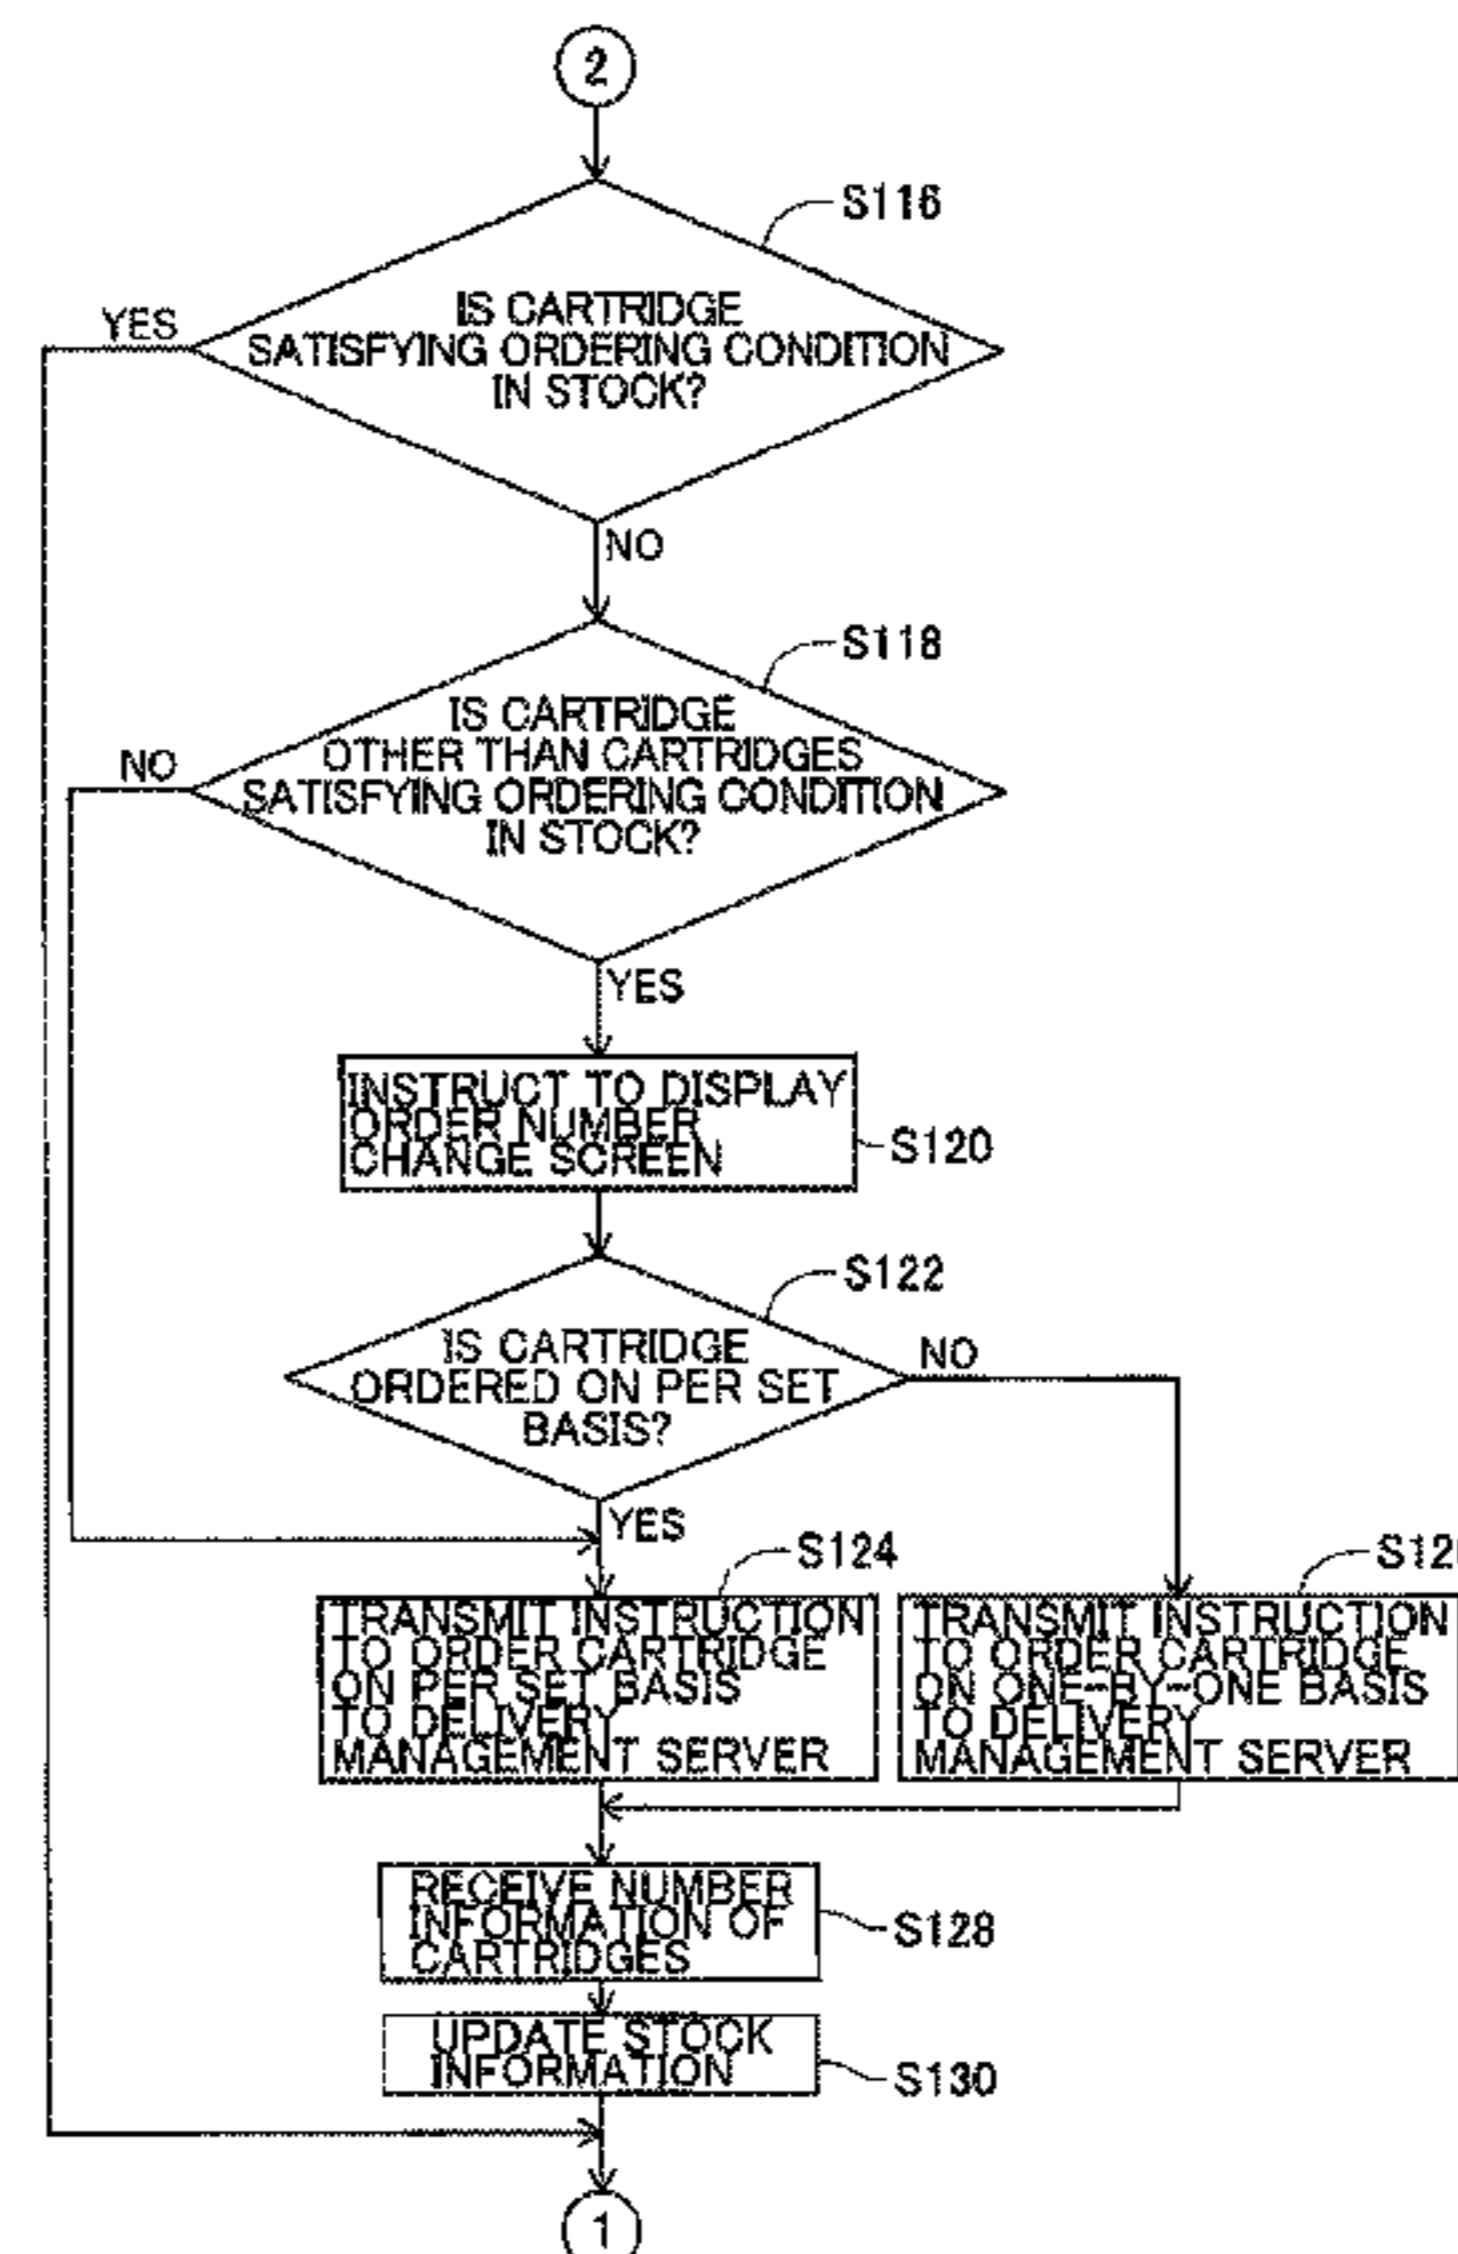 2
S116
IS CARTRIDGE
SATISFYING ORDERING CONDITION
IN STOCK?
YES
NO
S118
IS CARTRIDGE
OTHER THAN CARTRIDGES
SATISFYING ORDERING CONDITION
IN STOCK?
NO
YES
INSTRUCT TO DISPLAY
ORDER NUMBER
CHANGE SCREEN
S120
S122
IS CARTRIDGE
ORDERED ON PER SET
BASIS?
NO
YES
S124
TRANSMIT INSTRUCTION
TO ORDER CARTRIDGE
ON PER SET BASIS
TO DELIVERY
MANAGEMENT SERVER
TRANSMIT INSTRUCTION
TO ORDER CARTRIDGE
ON ONE-BY-ONE BASIS
TO DELIVERY
MANAGEMENT SERVER
RECEIVE NUMBER
INFORMATION OF
CARTRIDGES
S128
UPDATE STOCK
INFORMATION
S130
1